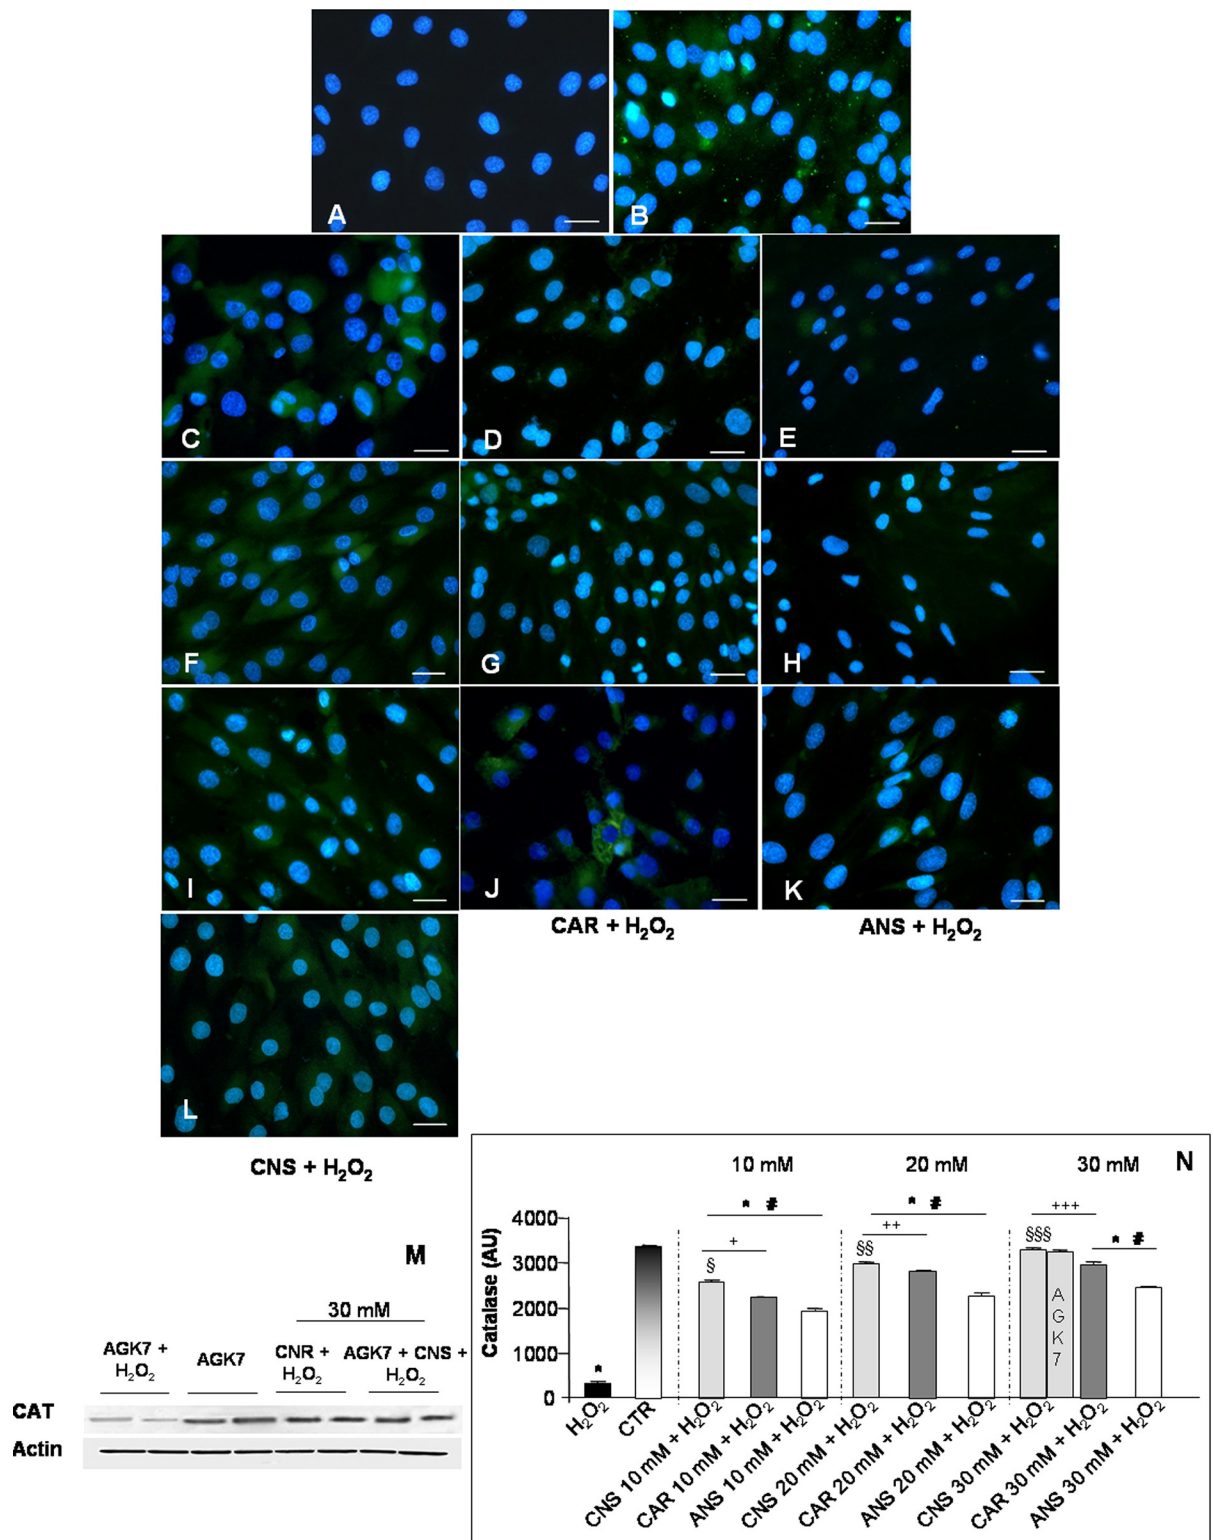 A
B
C
D
E
F
G
H
I
J
K
CAR + H₂O₂
ANS + H₂O₂
L
CNS + H₂O₂
M
30 mM
AGK7 + H₂O₂
AGK7
CNR + H₂O₂
AGK7 + CNS + H₂O₂
CAT
Actin
N
10 mM
20 mM
30 mM
* #
* #
+++
+
++
* #
§
§§
§§§
Catalase (AU)
4000
3000
2000
1000
0
*
AGK7
H₂O₂
CTR
CNS 10 mM + H₂O₂
CAR 10 mM + H₂O₂
ANS 10 mM + H₂O₂
CNS 20 mM + H₂O₂
CAR 20 mM + H₂O₂
ANS 20 mM + H₂O₂
CNS 30 mM + H₂O₂
CAR 30 mM + H₂O₂
ANS 30 mM + H₂O₂